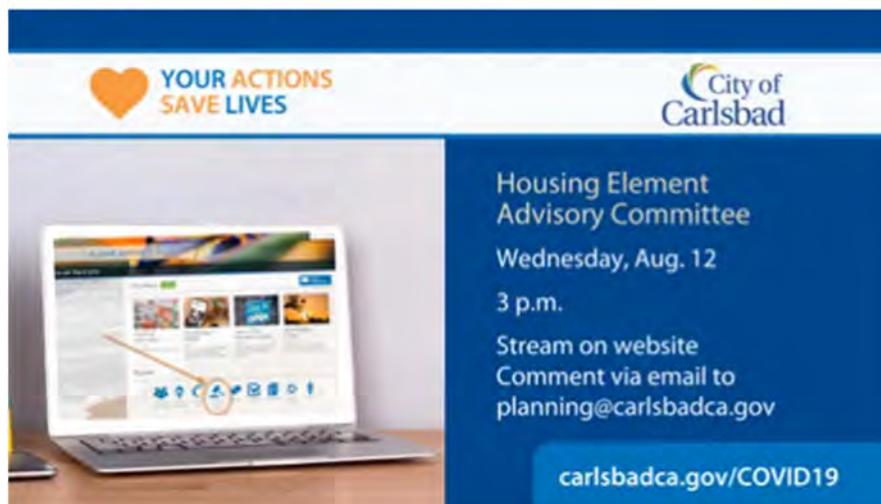 YOUR ACTIONS
SAVE LIVES
City of
Carlsbad
Housing Element
Advisory Committee
Wednesday, Aug. 12
3 p.m.
Stream on website
Comment via email to
planning@carlsbadca.gov
carlsbadca.gov/COVID19